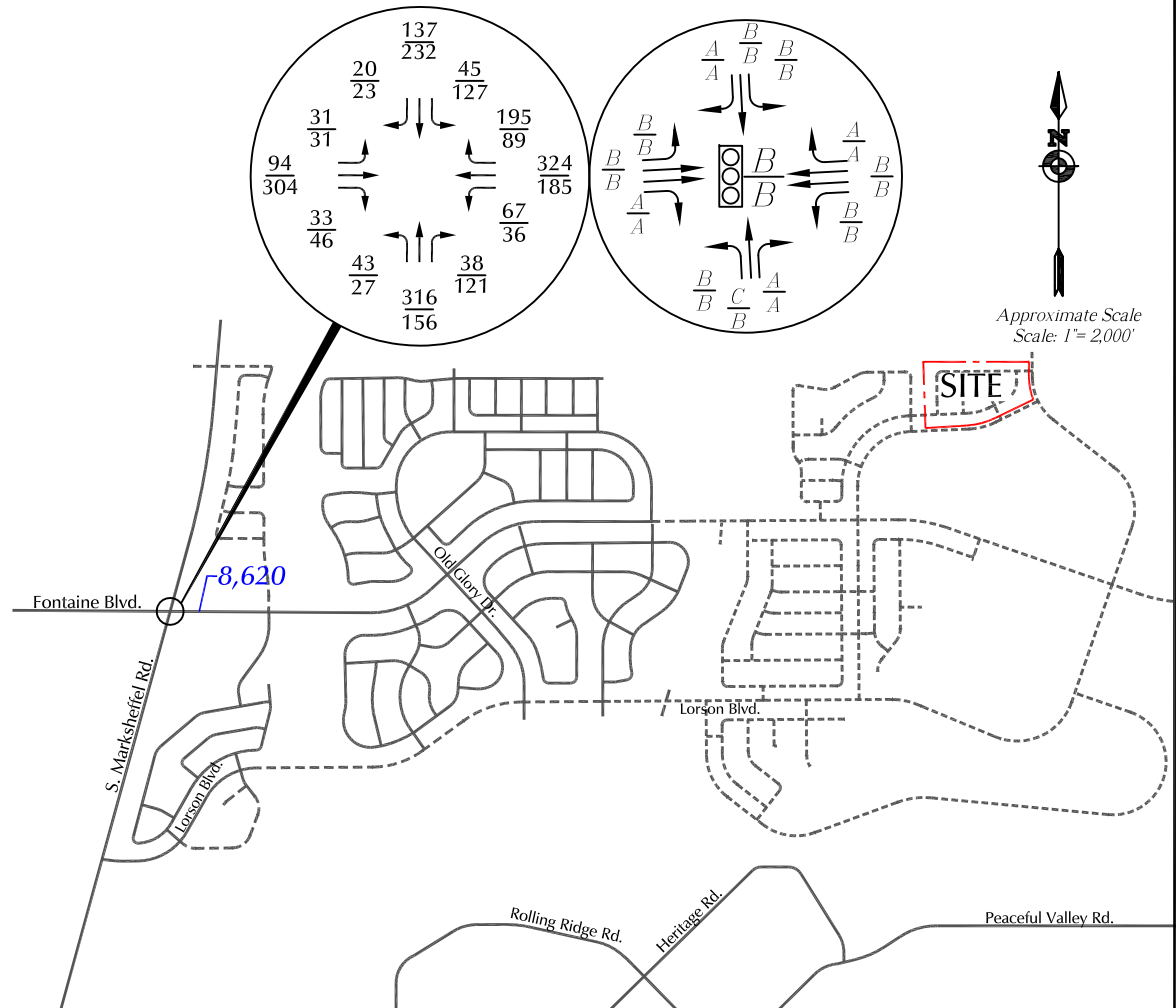 137
232
20
23
45
127
31
31
195
89
94
304
324
185
33
46
67
36
43
27
38
121
316
156
A
A
B
B
B
B
B
B
A
A
B
B
B
B
B
B
A
A
B
B
B
B
C
B
A
A
N
Approximate Scale
Scale: 1"= 2,000'
SITE
Old Glory Dr.
8,620
Fontaine Blvd.
S. Marksheffel Rd.
Lorson Blvd.
Lorson Blvd.
Rolling Ridge Rd.
Heritage Rd.
Peaceful Valley Rd.